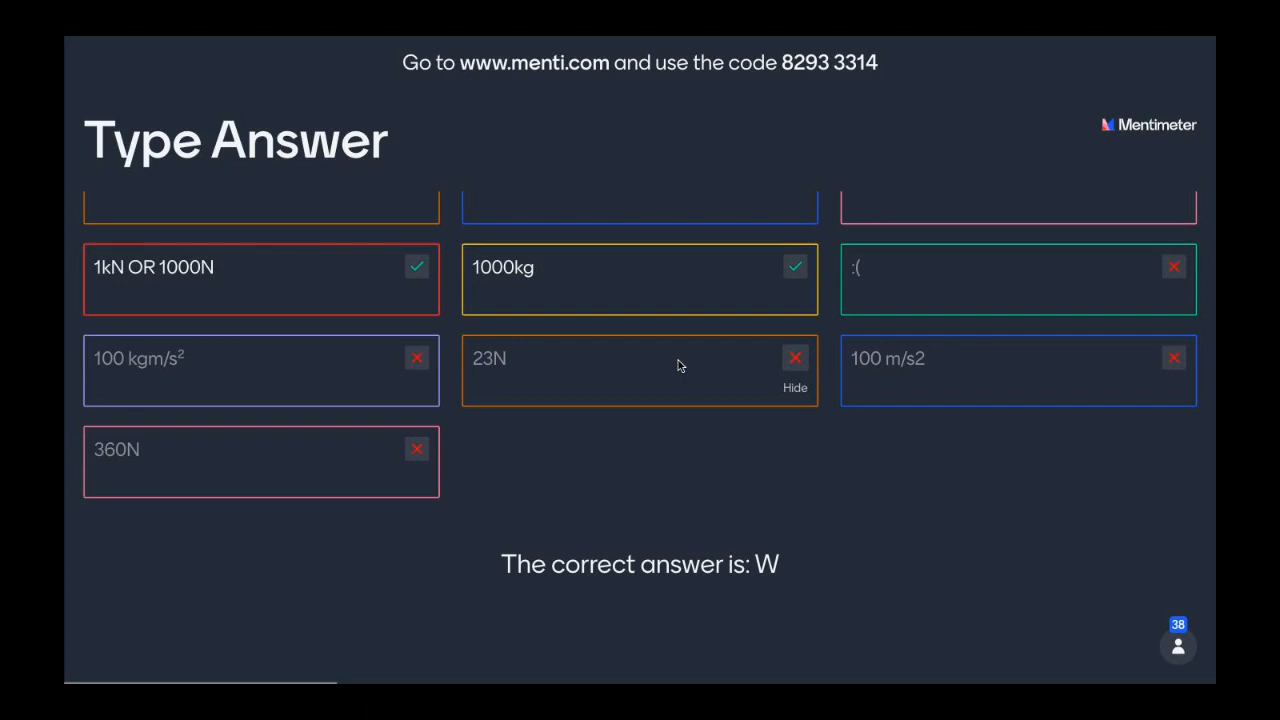 Go to www.menti.com and use the code 8293 3314
Type Answer
Mentimeter
1kN OR 1000N
1000kg
:(
100 kgm/s²
23N
100 m/s2
Hide
360N
The correct answer is: W
38